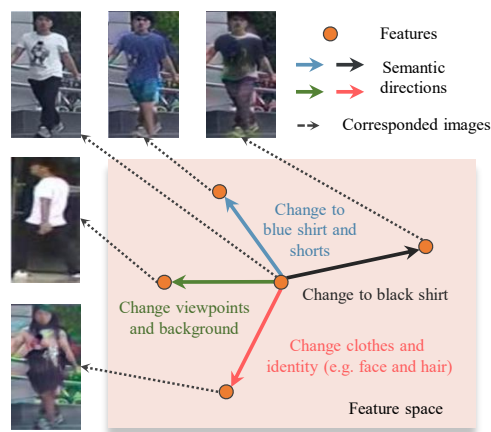 Features
Semantic
directions
Corresponded images
Change to
blue shirt and
shorts
Change to black shirt
Change viewpoints
and background
Change clothes and
identity (e.g. face and hair)
Feature space